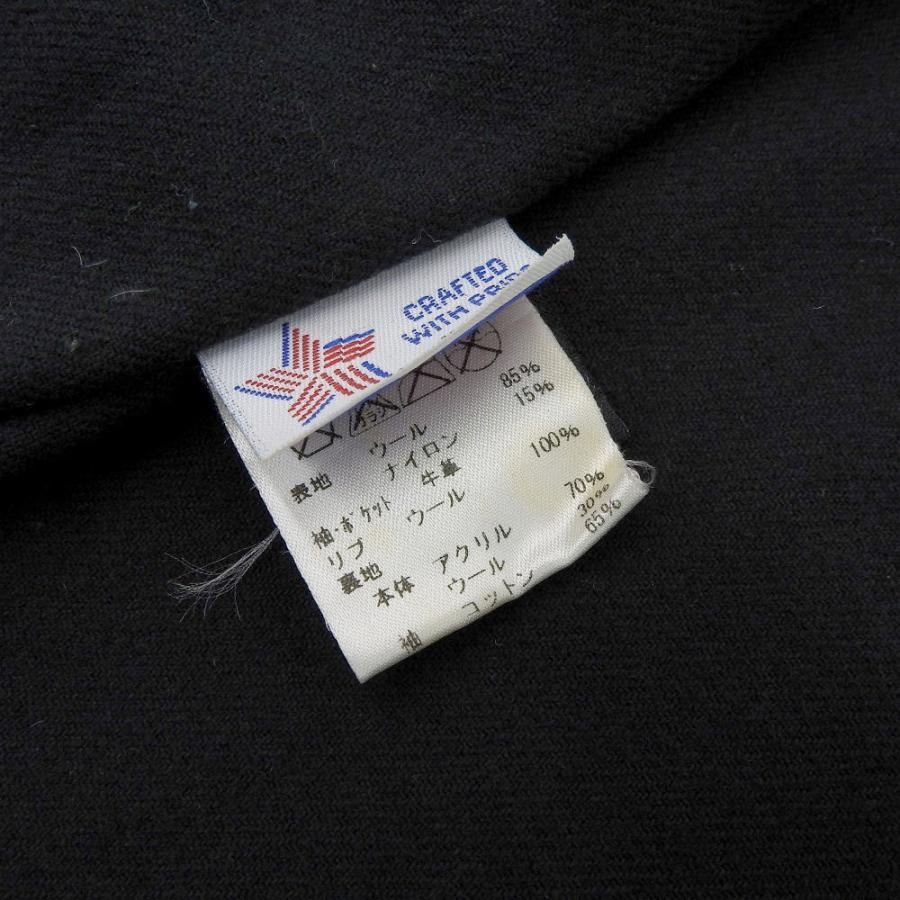 CRAFTED
WITH PRIDE
表地 ウール 85%
ナイロン 15%
袖・ポケット 牛革
リブ ウール 100%
裏地
本体 アクリル 70%
ウール 30%
袖 コットン 65%